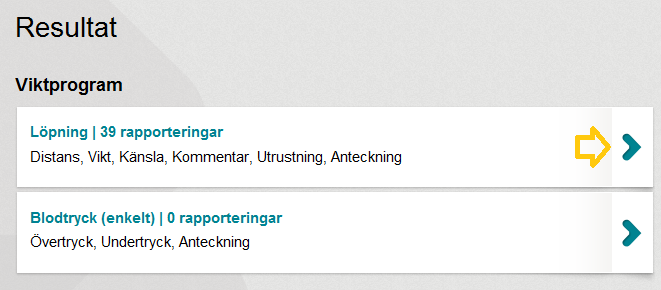 Resultat
Viktprogram
Löpning | 39 rapporteringar
Distans, Vikt, Känsla, Kommentar, Utrustning, Anteckning
Blodtryck (enkelt) | 0 rapporteringar
Övertryck, Undertryck, Anteckning